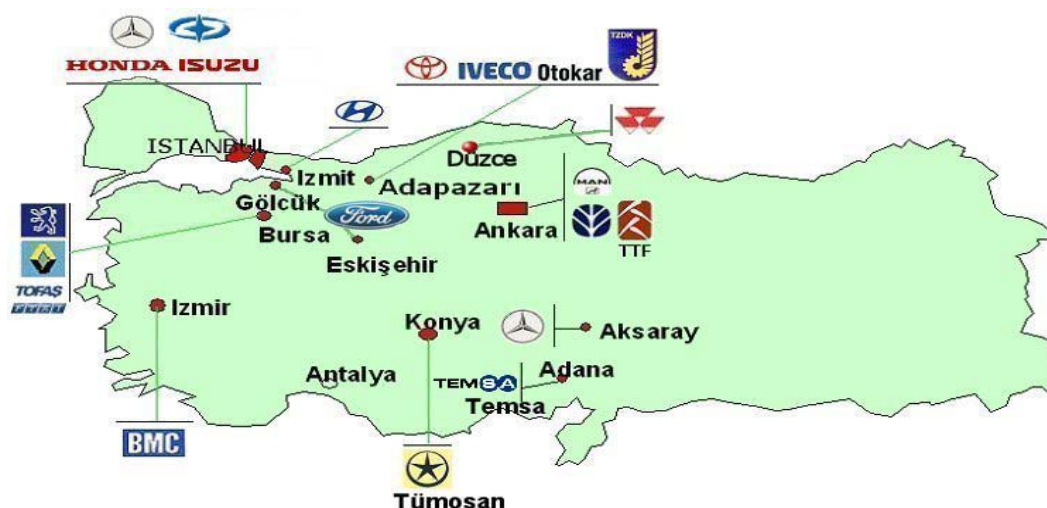 TZDK
HONDA ISUZU
IVECO Otokar
ISTANBUL
Düzce
Izmit
Adapazarı
MAN
Gölcük
Ford
Bursa
Ankara
TTF
Eskişehir
TOFAŞ
Izmir
Konya
Aksaray
Antalya
TEMSA
Adana
Temsa
BMC
Tümosan